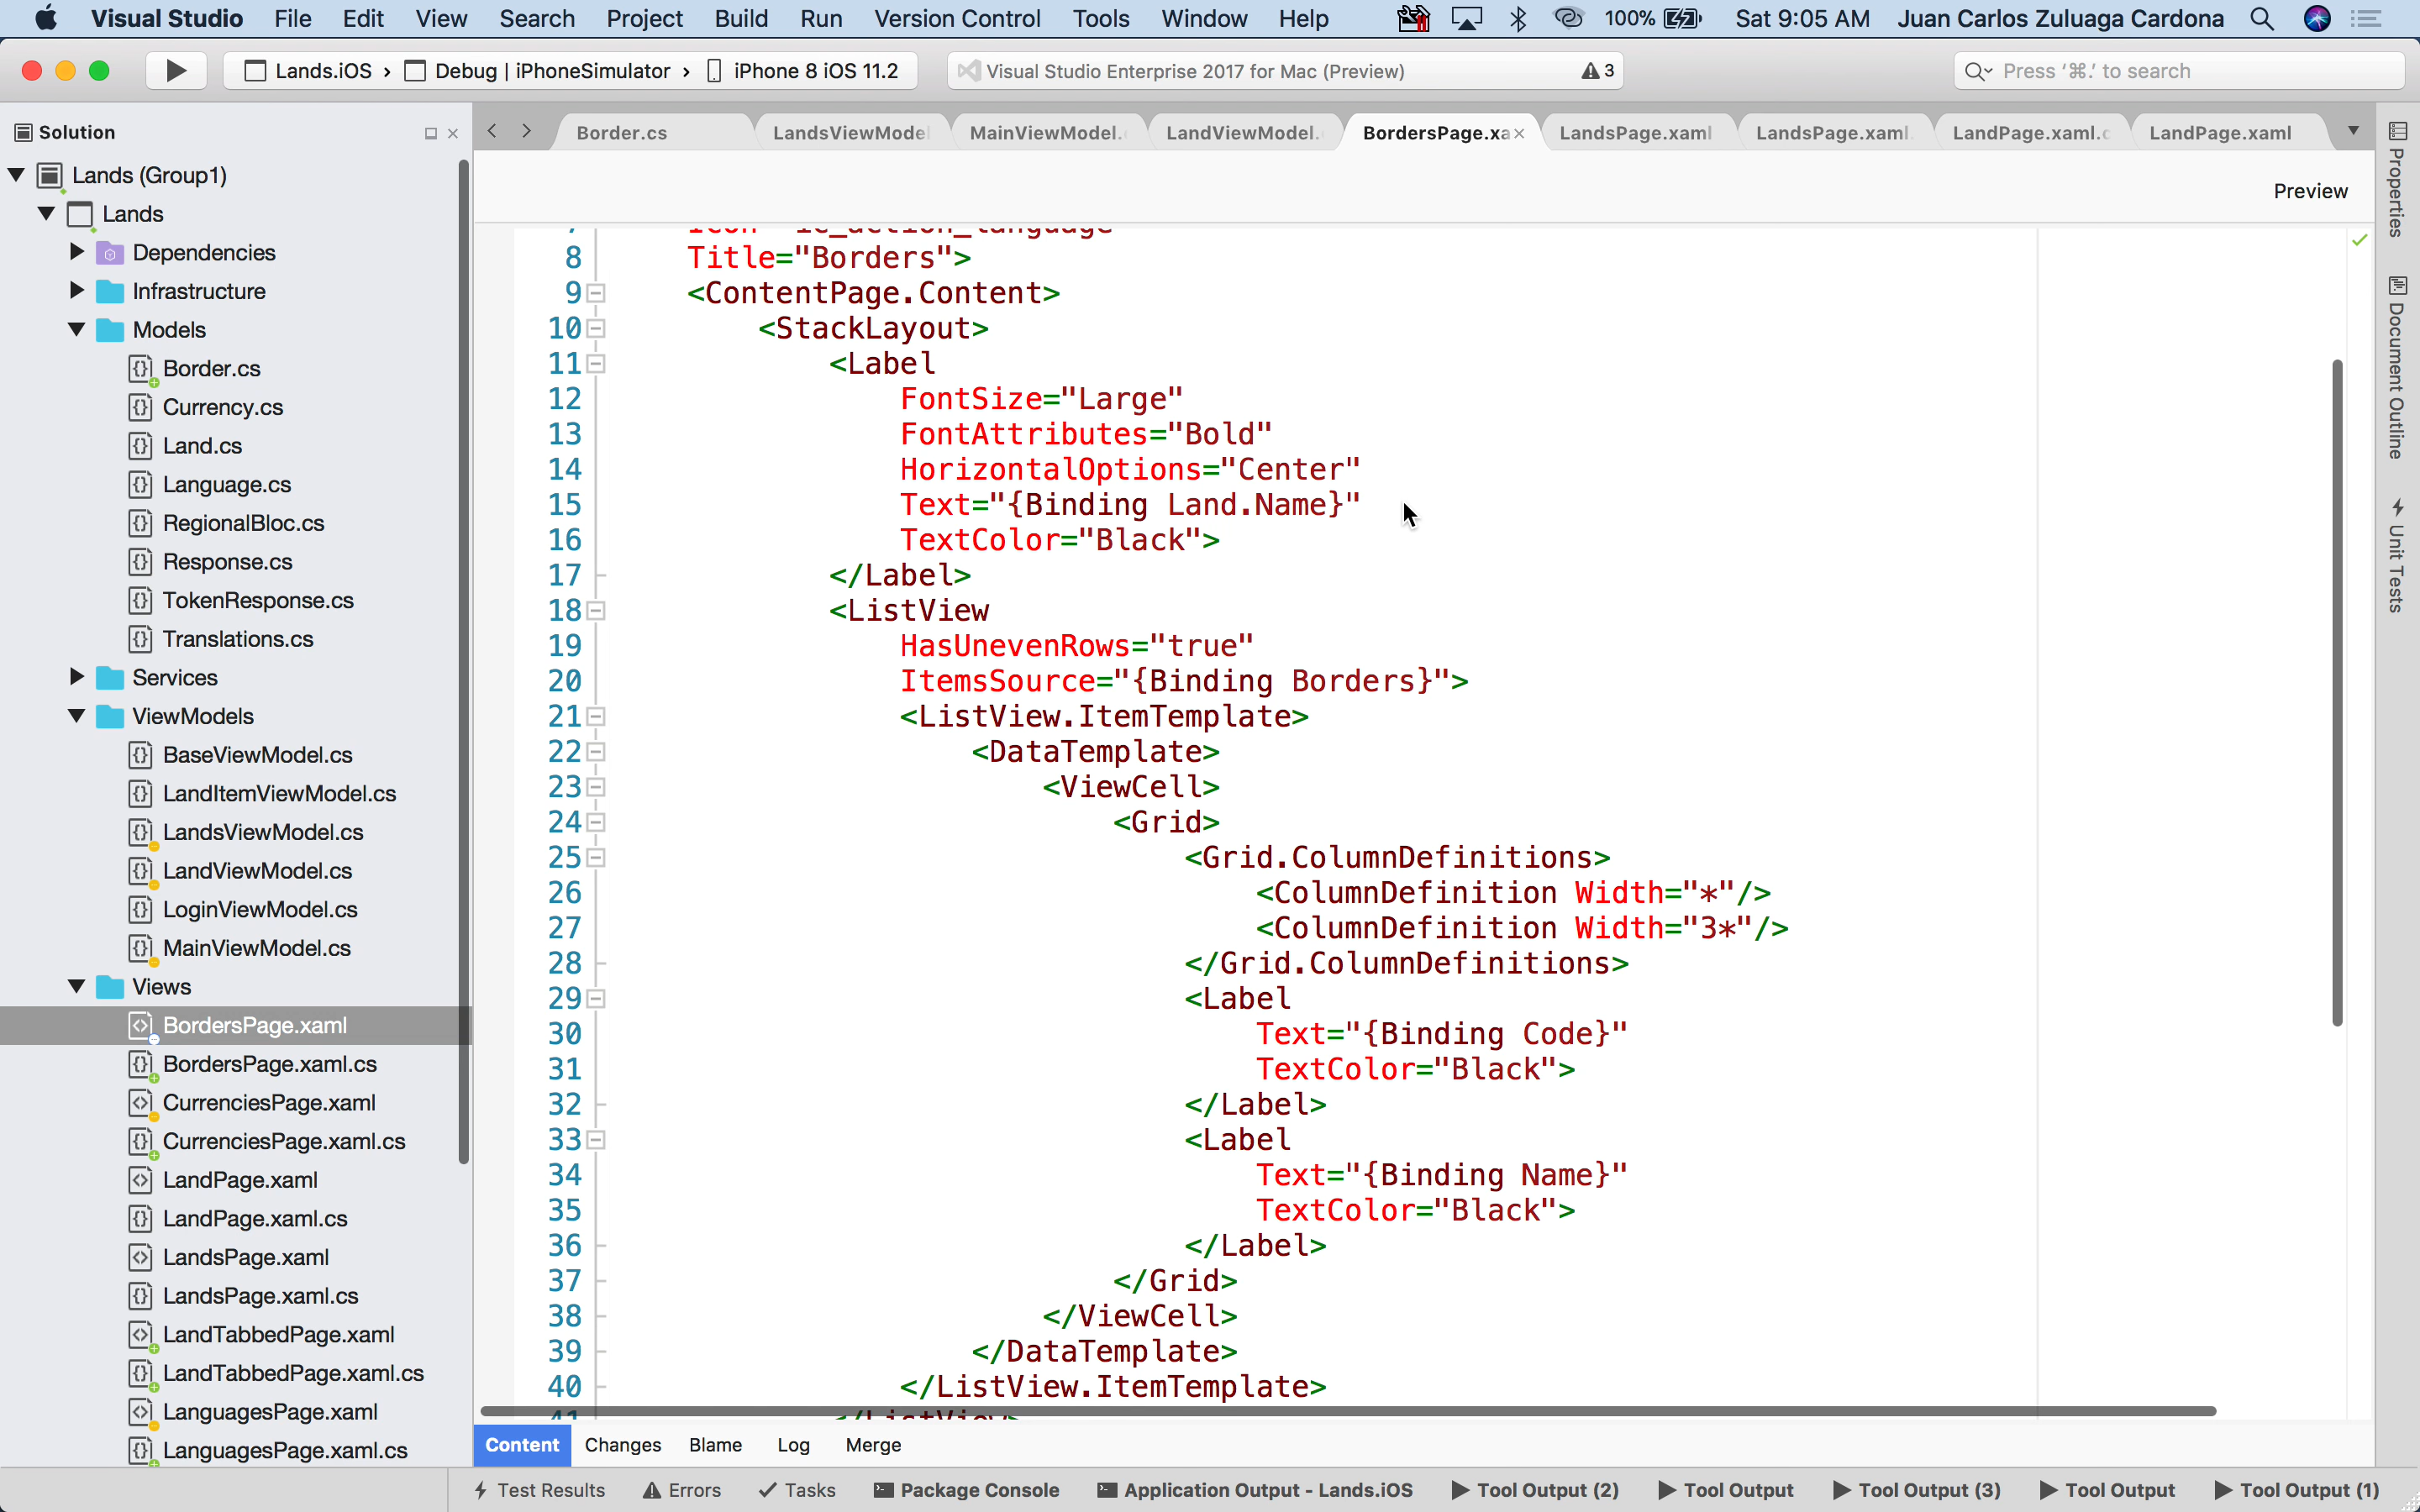 Visual Studio File Edit View Search Project Build Run Version Control Tools Window Help 100% Sat 9:05 AM Juan Carlos Zuluaga Cardona
Lands.iOS › Debug | iPhoneSimulator › iPhone 8 iOS 11.2 Visual Studio Enterprise 2017 for Mac (Preview) 3 Press ‘⌘.’ to search
Solution
Border.cs LandsViewModel MainViewModel. LandViewModel. BordersPage.xa LandsPage.xaml LandsPage.xaml. LandPage.xaml.c LandPage.xaml
Preview
Lands (Group1)
Lands
Dependencies
Infrastructure
Models
Border.cs
Currency.cs
Land.cs
Language.cs
RegionalBloc.cs
Response.cs
TokenResponse.cs
Translations.cs
Services
ViewModels
BaseViewModel.cs
LandItemViewModel.cs
LandsViewModel.cs
LandViewModel.cs
LoginViewModel.cs
MainViewModel.cs
Views
BordersPage.xaml
BordersPage.xaml.cs
CurrenciesPage.xaml
CurrenciesPage.xaml.cs
LandPage.xaml
LandPage.xaml.cs
LandsPage.xaml
LandsPage.xaml.cs
LandTabbedPage.xaml
LandTabbedPage.xaml.cs
LanguagesPage.xaml
LanguagesPage.xaml.cs
8 Title="Borders">
9 <ContentPage.Content>
10 <StackLayout>
11 <Label
12 FontSize="Large"
13 FontAttributes="Bold"
14 HorizontalOptions="Center"
15 Text="{Binding Land.Name}"
16 TextColor="Black">
17 </Label>
18 <ListView
19 HasUnevenRows="true"
20 ItemsSource="{Binding Borders}">
21 <ListView.ItemTemplate>
22 <DataTemplate>
23 <ViewCell>
24 <Grid>
25 <Grid.ColumnDefinitions>
26 <ColumnDefinition Width="*"/>
27 <ColumnDefinition Width="3*"/>
28 </Grid.ColumnDefinitions>
29 <Label
30 Text="{Binding Code}"
31 TextColor="Black">
32 </Label>
33 <Label
34 Text="{Binding Name}"
35 TextColor="Black">
36 </Label>
37 </Grid>
38 </ViewCell>
39 </DataTemplate>
40 </ListView.ItemTemplate>
Properties
Document Outline
Unit Tests
Content Changes Blame Log Merge
Test Results Errors Tasks Package Console Application Output - Lands.iOS Tool Output (2) Tool Output Tool Output (3) Tool Output Tool Output (1)